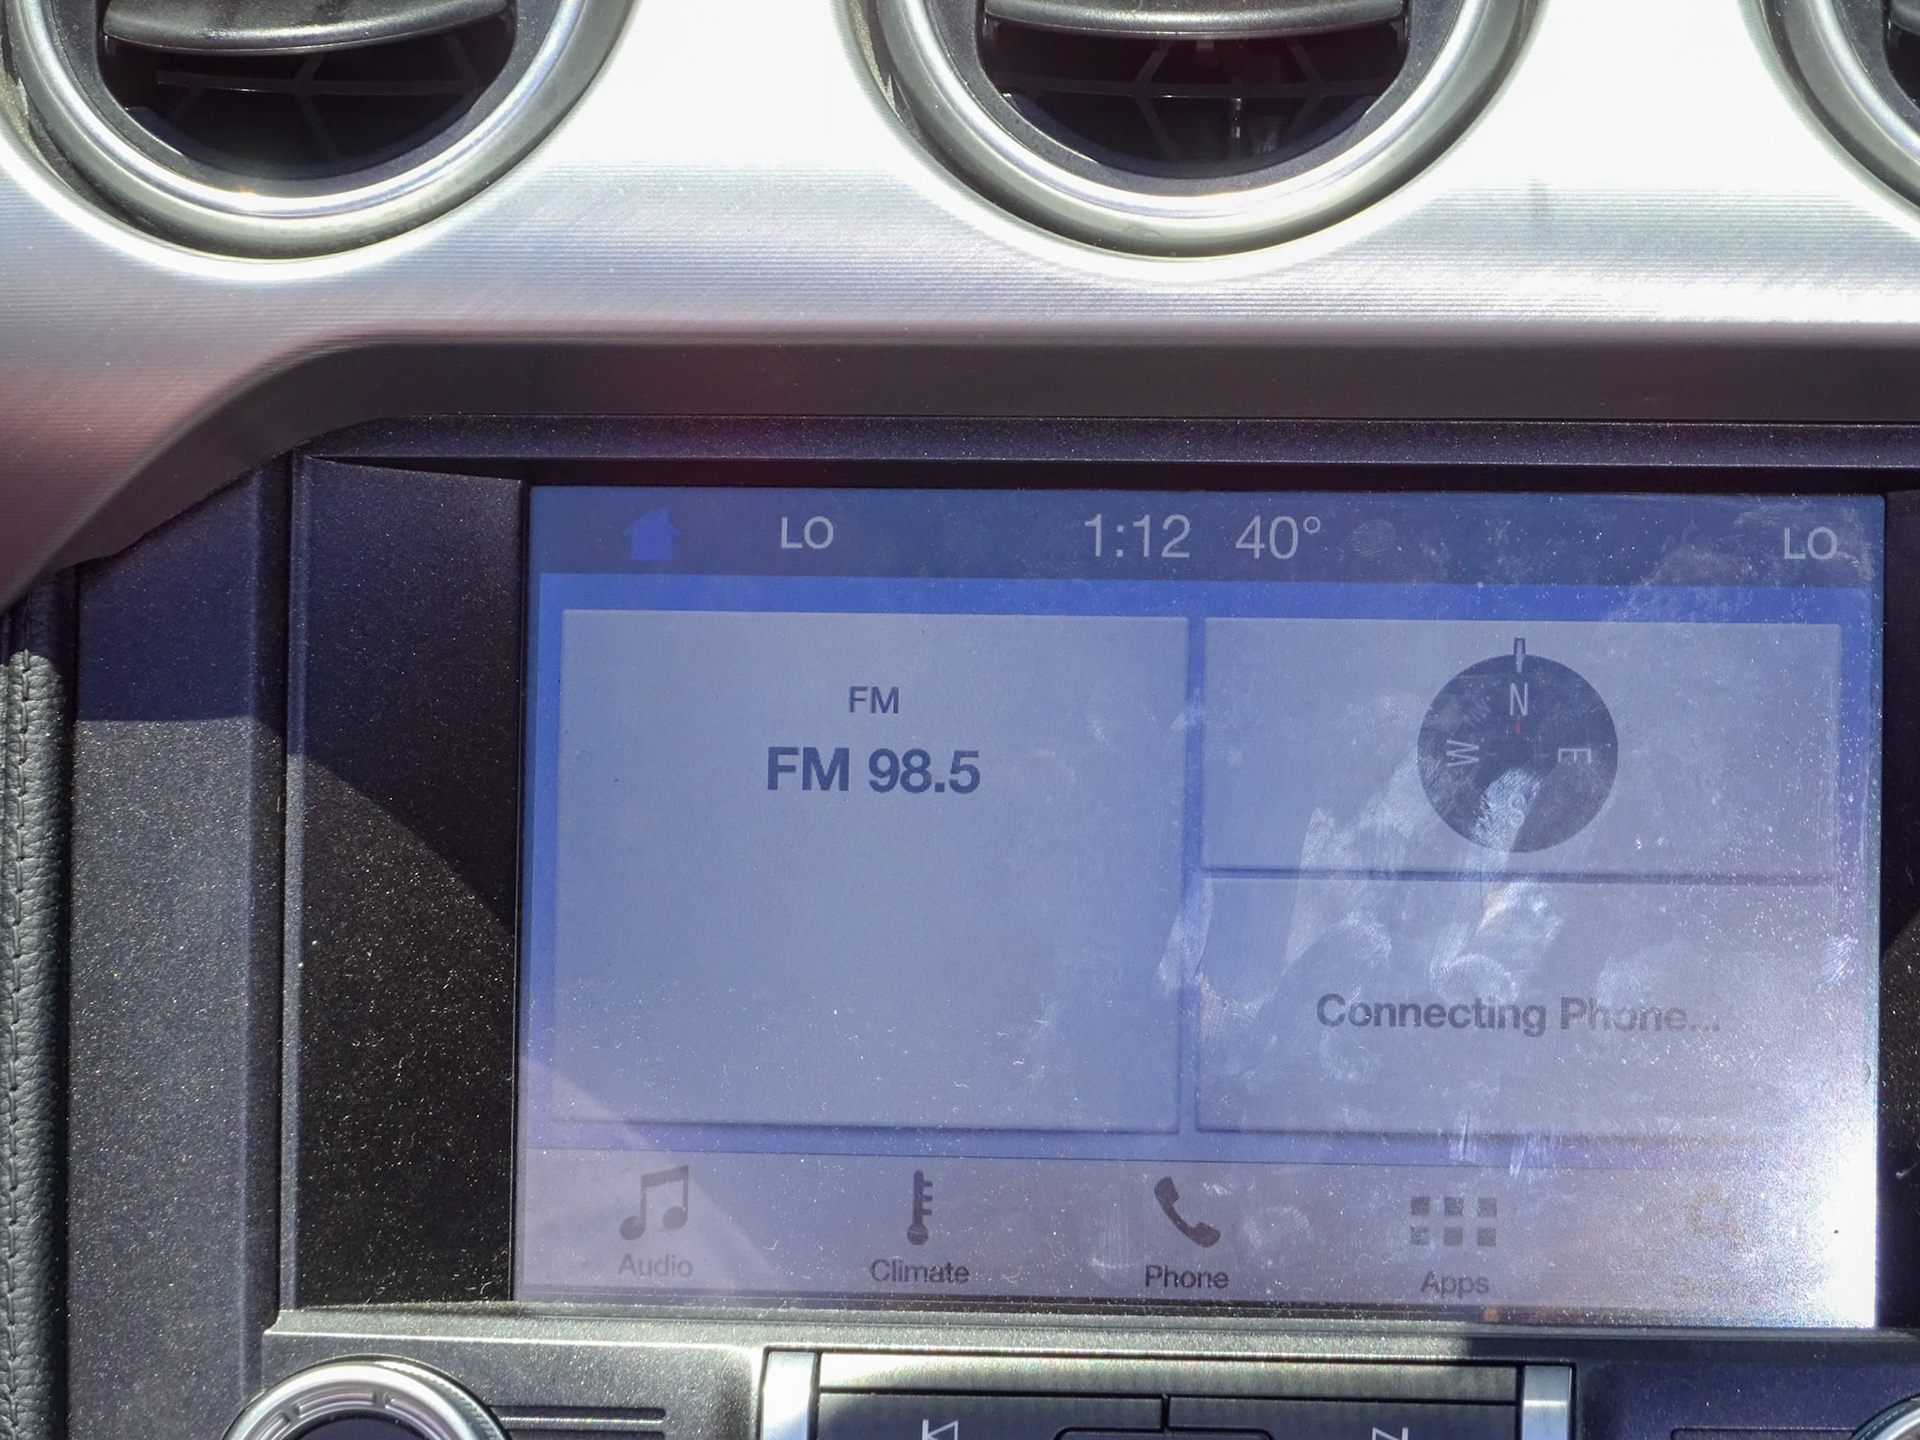 LO 1:12 40° LO
FM
FM 98.5
N
W E
Connecting Phone...
Audio Climate Phone Apps